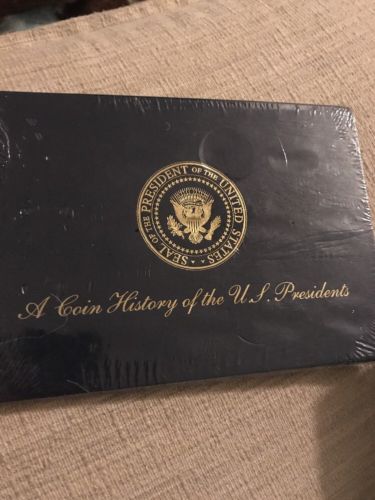 SEAL OF THE PRESIDENT OF THE UNITED STATES
A Coin History of the U.S. Presidents